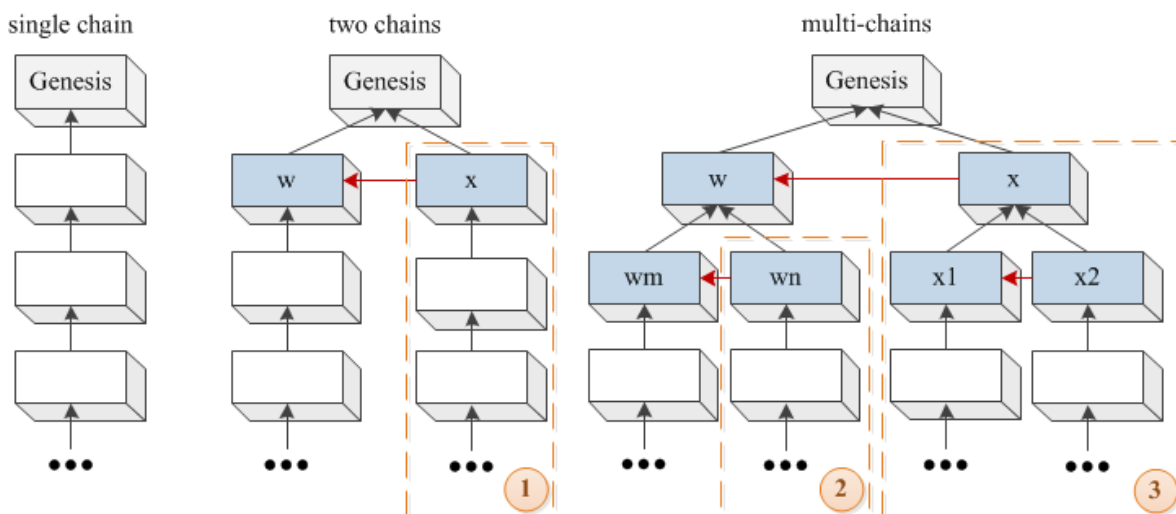 single chain
two chains
multi-chains
Genesis
Genesis
Genesis
w
x
w
x
wm
wn
x1
x2
1
2
3